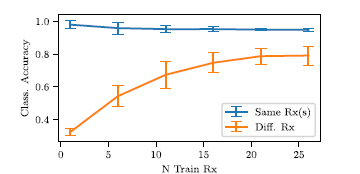 1.0
0.8
0.6
0.4
Class. Accuracy
Same Rx(s)
Diff. Rx
0 5 10 15 20 25
N Train Rx